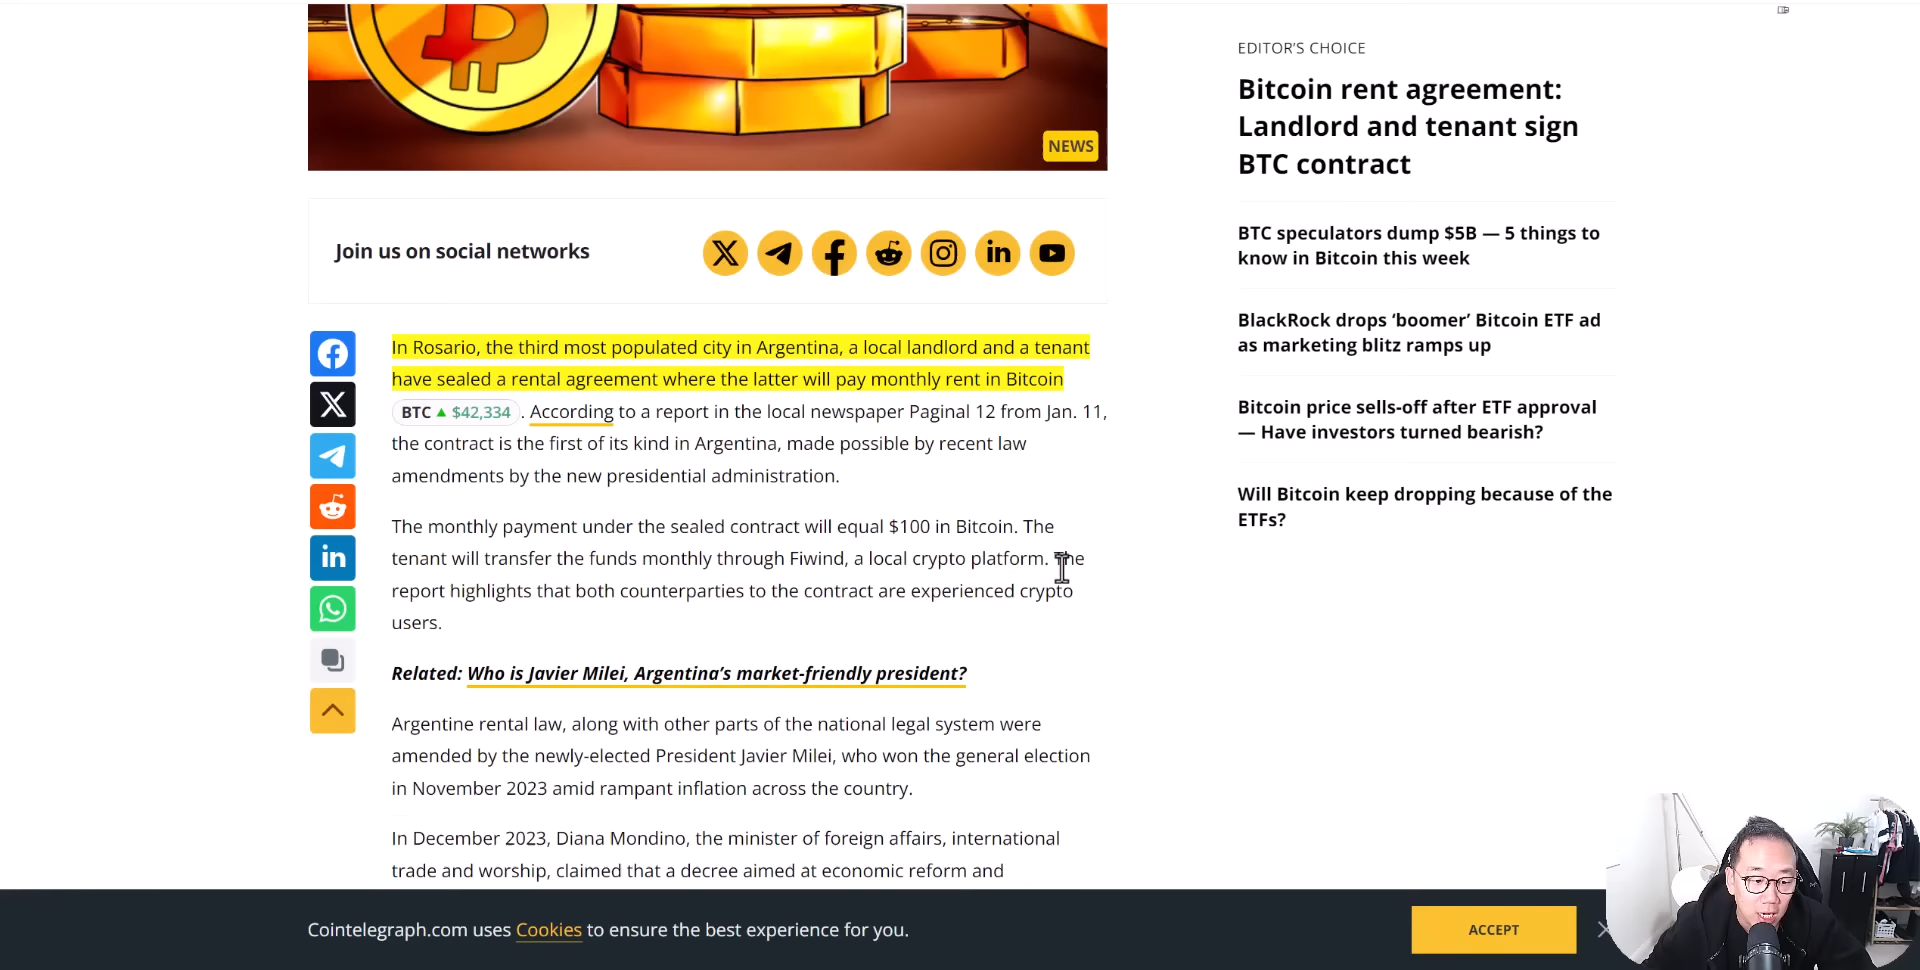 NEWS
Join us on social networks
In Rosario, the third most populated city in Argentina, a local landlord and a tenant
have sealed a rental agreement where the latter will pay monthly rent in Bitcoin
BTC ▲ $42,334 . According to a report in the local newspaper Paginal 12 from Jan. 11,
the contract is the first of its kind in Argentina, made possible by recent law
amendments by the new presidential administration.
The monthly payment under the sealed contract will equal $100 in Bitcoin. The
tenant will transfer the funds monthly through Fiwind, a local crypto platform. The
report highlights that both counterparties to the contract are experienced crypto
users.
Related: Who is Javier Milei, Argentina’s market-friendly president?
Argentine rental law, along with other parts of the national legal system were
amended by the newly-elected President Javier Milei, who won the general election
in November 2023 amid rampant inflation across the country.
In December 2023, Diana Mondino, the minister of foreign affairs, international
trade and worship, claimed that a decree aimed at economic reform and
EDITOR’S CHOICE
Bitcoin rent agreement:
Landlord and tenant sign
BTC contract
BTC speculators dump $5B — 5 things to
know in Bitcoin this week
BlackRock drops ‘boomer’ Bitcoin ETF ad
as marketing blitz ramps up
Bitcoin price sells-off after ETF approval
— Have investors turned bearish?
Will Bitcoin keep dropping because of the
ETFs?
Cointelegraph.com uses Cookies to ensure the best experience for you.
ACCEPT